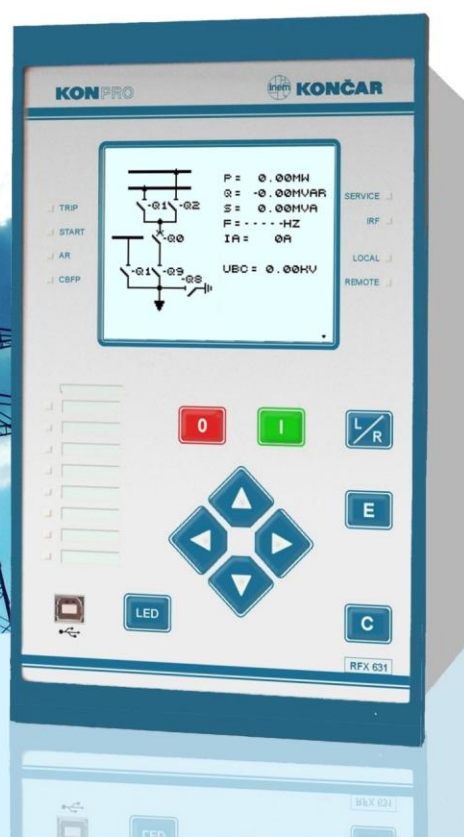 KONPRO
Inem KONČAR
P= 0.00MW
Q= -0.00MVAR
S= 0.00MVA
F=-----HZ
IA= 0A
UBC= 0.00KV
-Q1 -Q2
-Q0
-Q1 -Q9
-Q8
TRIP
START
AR
CBFP
SERVICE
IRF
LOCAL
REMOTE
0
I
L/R
E
LED
C
RFX 631